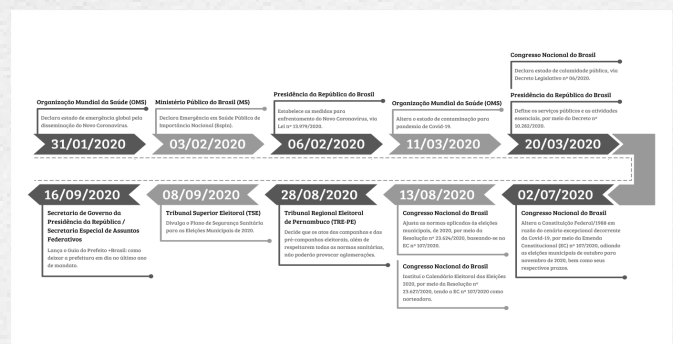 Congresso Nacional do Brasil
Declara estado de calamidade pública, via
Decreto Legislativo nº 06/2020.
Organização Mundial da Saúde (OMS)
Declara estado de emergência global pela
disseminação do Novo Coronavírus.
Ministério Público do Brasil (MS)
Declara Emergência em Saúde Pública de
Importância Nacional (Espin).
Presidência da República do Brasil
Estabelece as medidas para
enfrentamento do Novo Coronavírus, via
Lei nº 13.979/2020.
Organização Mundial da Saúde (OMS)
Altera o estado de contaminação para
pandemia de Covid-19.
Presidência da República do Brasil
Define os serviços públicos e as atividades
essenciais, por meio do Decreto nº
10.282/2020.
31/01/2020
03/02/2020
06/02/2020
11/03/2020
20/03/2020
16/09/2020
08/09/2020
28/08/2020
13/08/2020
02/07/2020
Secretaria de Governo da
Presidência da República /
Secretaria Especial de Assuntos
Federativos
Lança o Guia do Prefeito +Brasil: como
deixar a prefeitura em dia no último ano
de mandato.
Tribunal Superior Eleitoral (TSE)
Divulga o Plano de Segurança Sanitária
para as Eleições Municipais de 2020.
Tribunal Regional Eleitoral
de Pernambuco (TRE-PE)
Decide que os atos das campanhas e das
pré-campanhas eleitorais, além de
respeitarem todas as normas sanitárias,
não poderão provocar aglomerações.
Congresso Nacional do Brasil
Ajusta as normas aplicadas às eleições
municipais, de 2020, por meio da
Resolução nº 23.624/2020; baseando-se na
EC nº 107/2020.
Congresso Nacional do Brasil
Institui o Calendário Eleitoral das Eleições
2020, por meio da Resolução nº
23.627/2020, tendo a EC nº 107/2020 como
norteadora.
Congresso Nacional do Brasil
Altera a Constituição Federal/1988 em
razão do cenário excepcional decorrente
da Covid-19, por meio da Emenda
Constitucional (EC) nº 107/2020, adiando
as eleições municipais de outubro para
novembro de 2020, bem como seus
respectivos prazos.